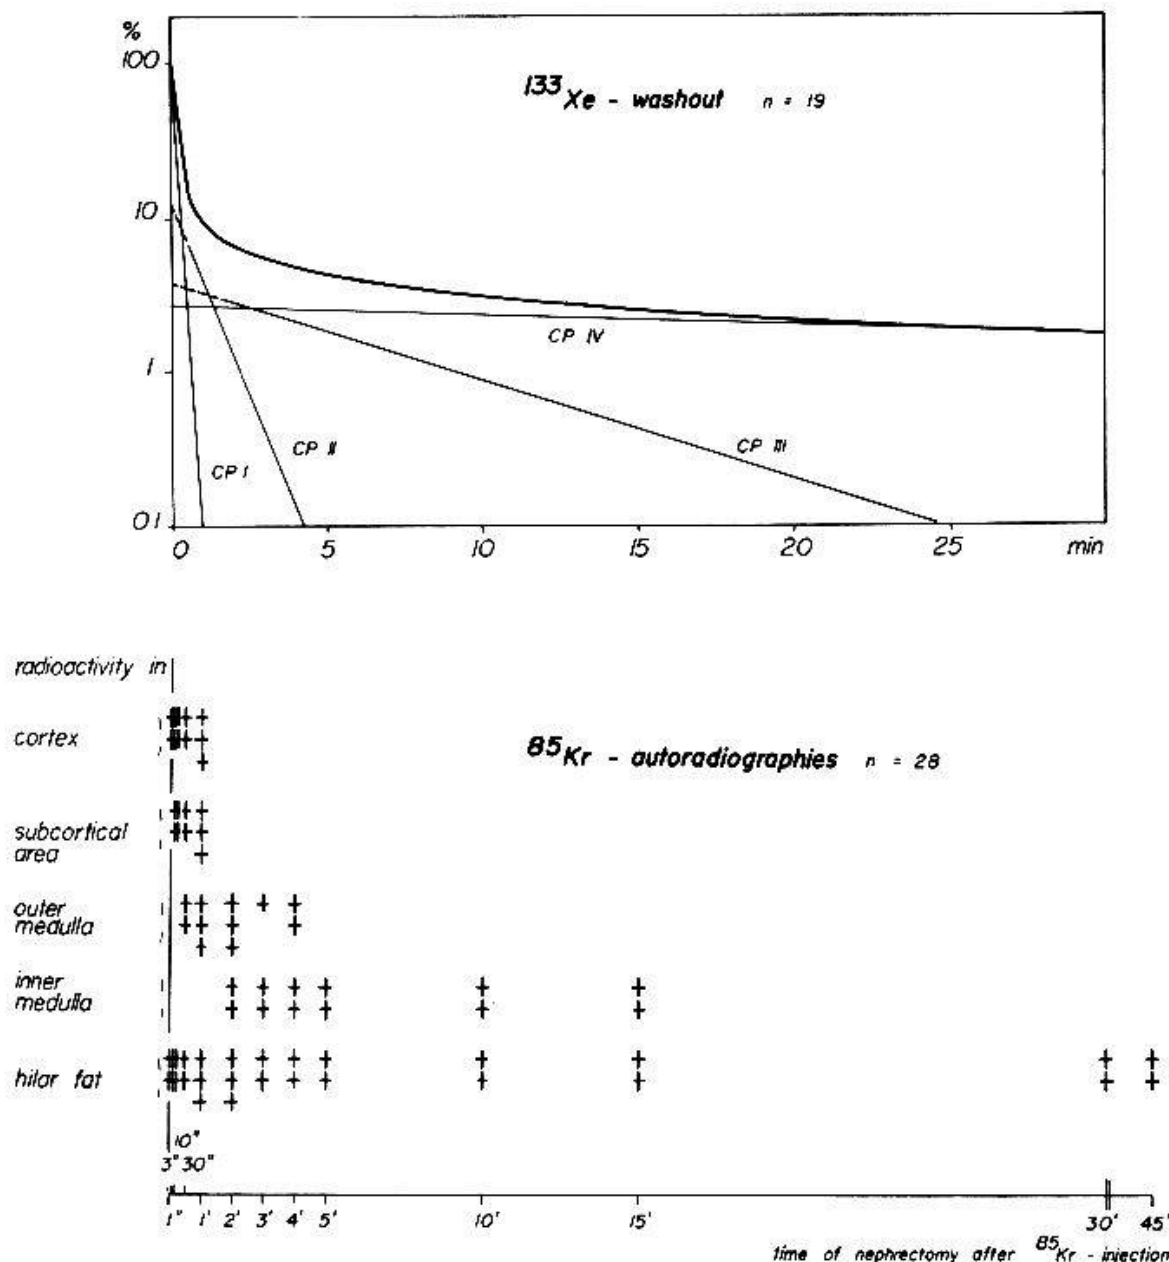 %
100
133Xe - washout n = 19
10
CP IV
1
CP II
CP III
CP I
01
0 5 10 15 20 25 min
radioactivity in
cortex
85Kr - autoradiographies n = 28
subcortical
area
outer
medulla
inner
medulla
hilar fat
10"
3" 30"
1" 1' 2' 3' 4' 5' 10' 15' 30' 45'
time of nephrectomy after 85Kr - injection